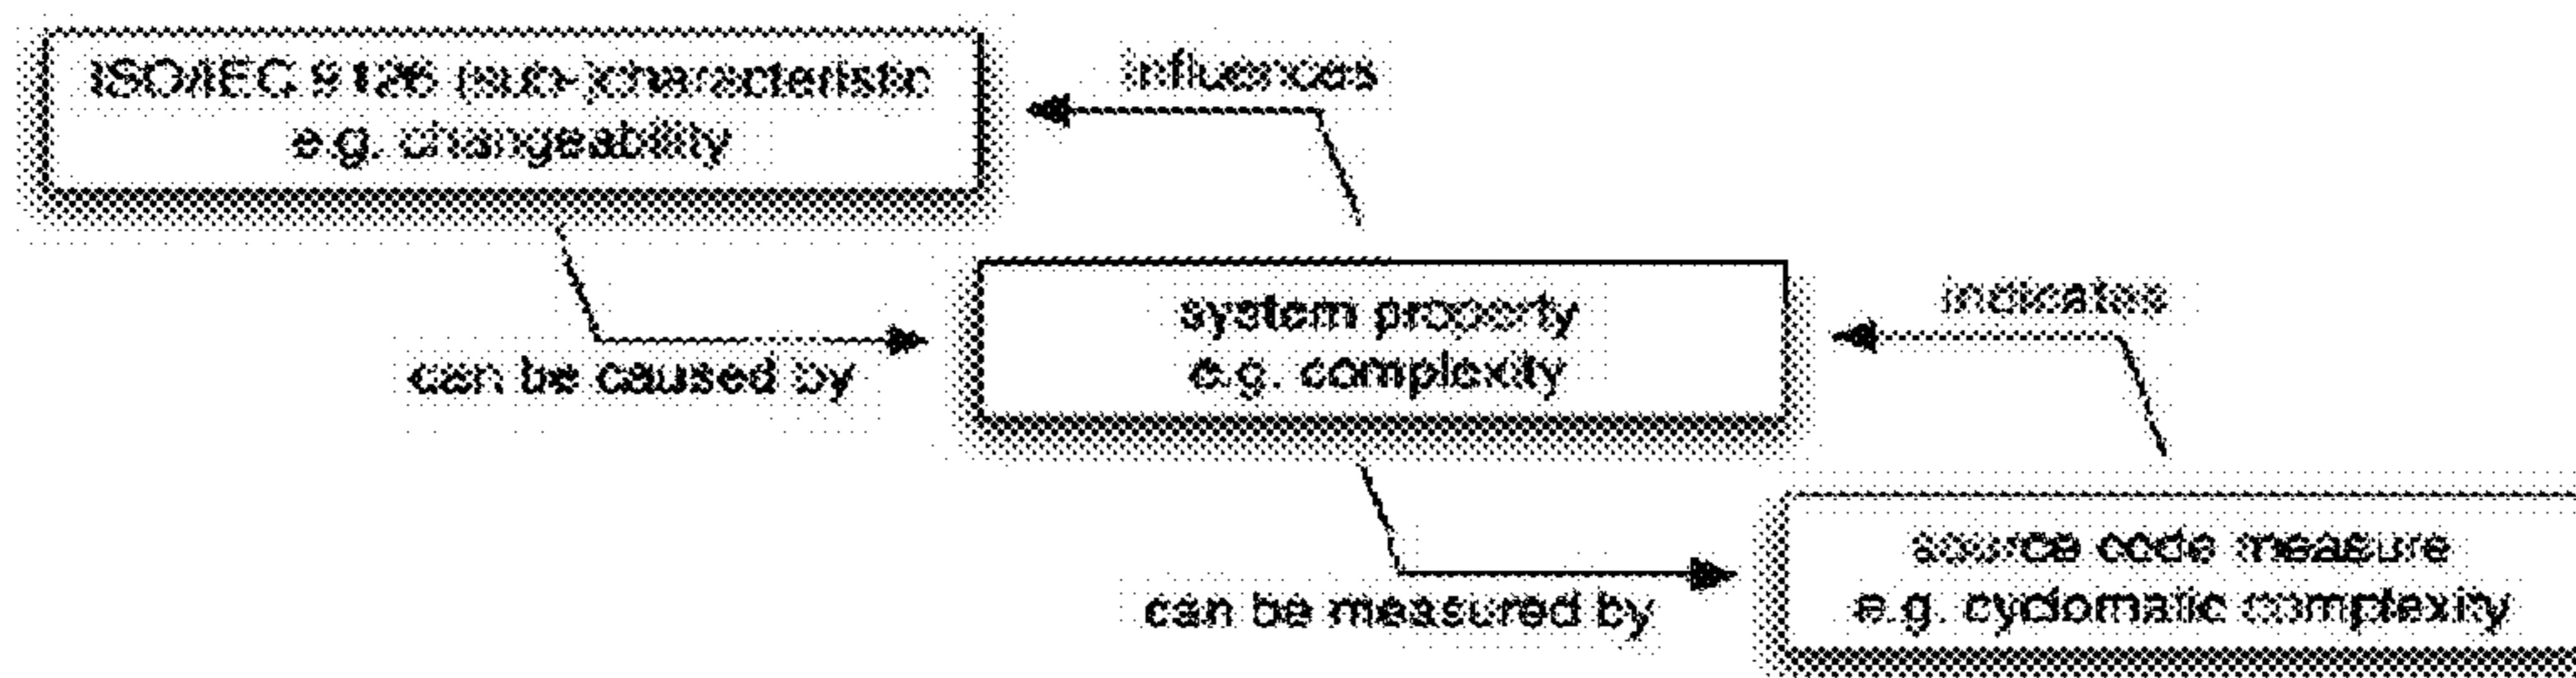 ISO/IEC 9126 (sub-)characteristic
e.g. changeability
influences
can be caused by
system property
e.g. complexity
indicates
can be measured by
source code measure
e.g. cyclomatic complexity